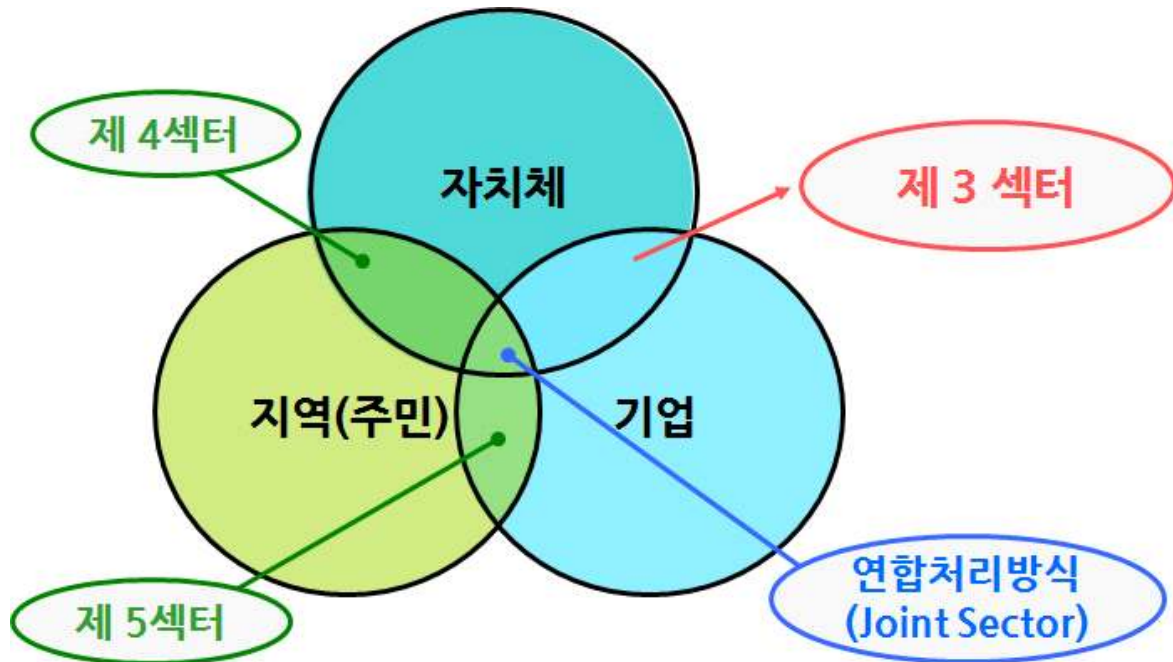 제 4섹터
자치체
제 3 섹터
지역(주민)
기업
제 5섹터
연합처리방식
(Joint Sector)